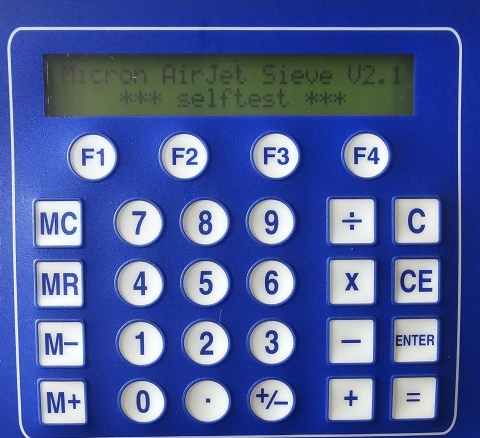 Micron AirJet Sieve V2.1
*** selftest ***
F1 F2 F3 F4
MC 7 8 9 ÷ C
MR 4 5 6 x CE
M− 1 2 3 − ENTER
M+ 0 . +/− + =